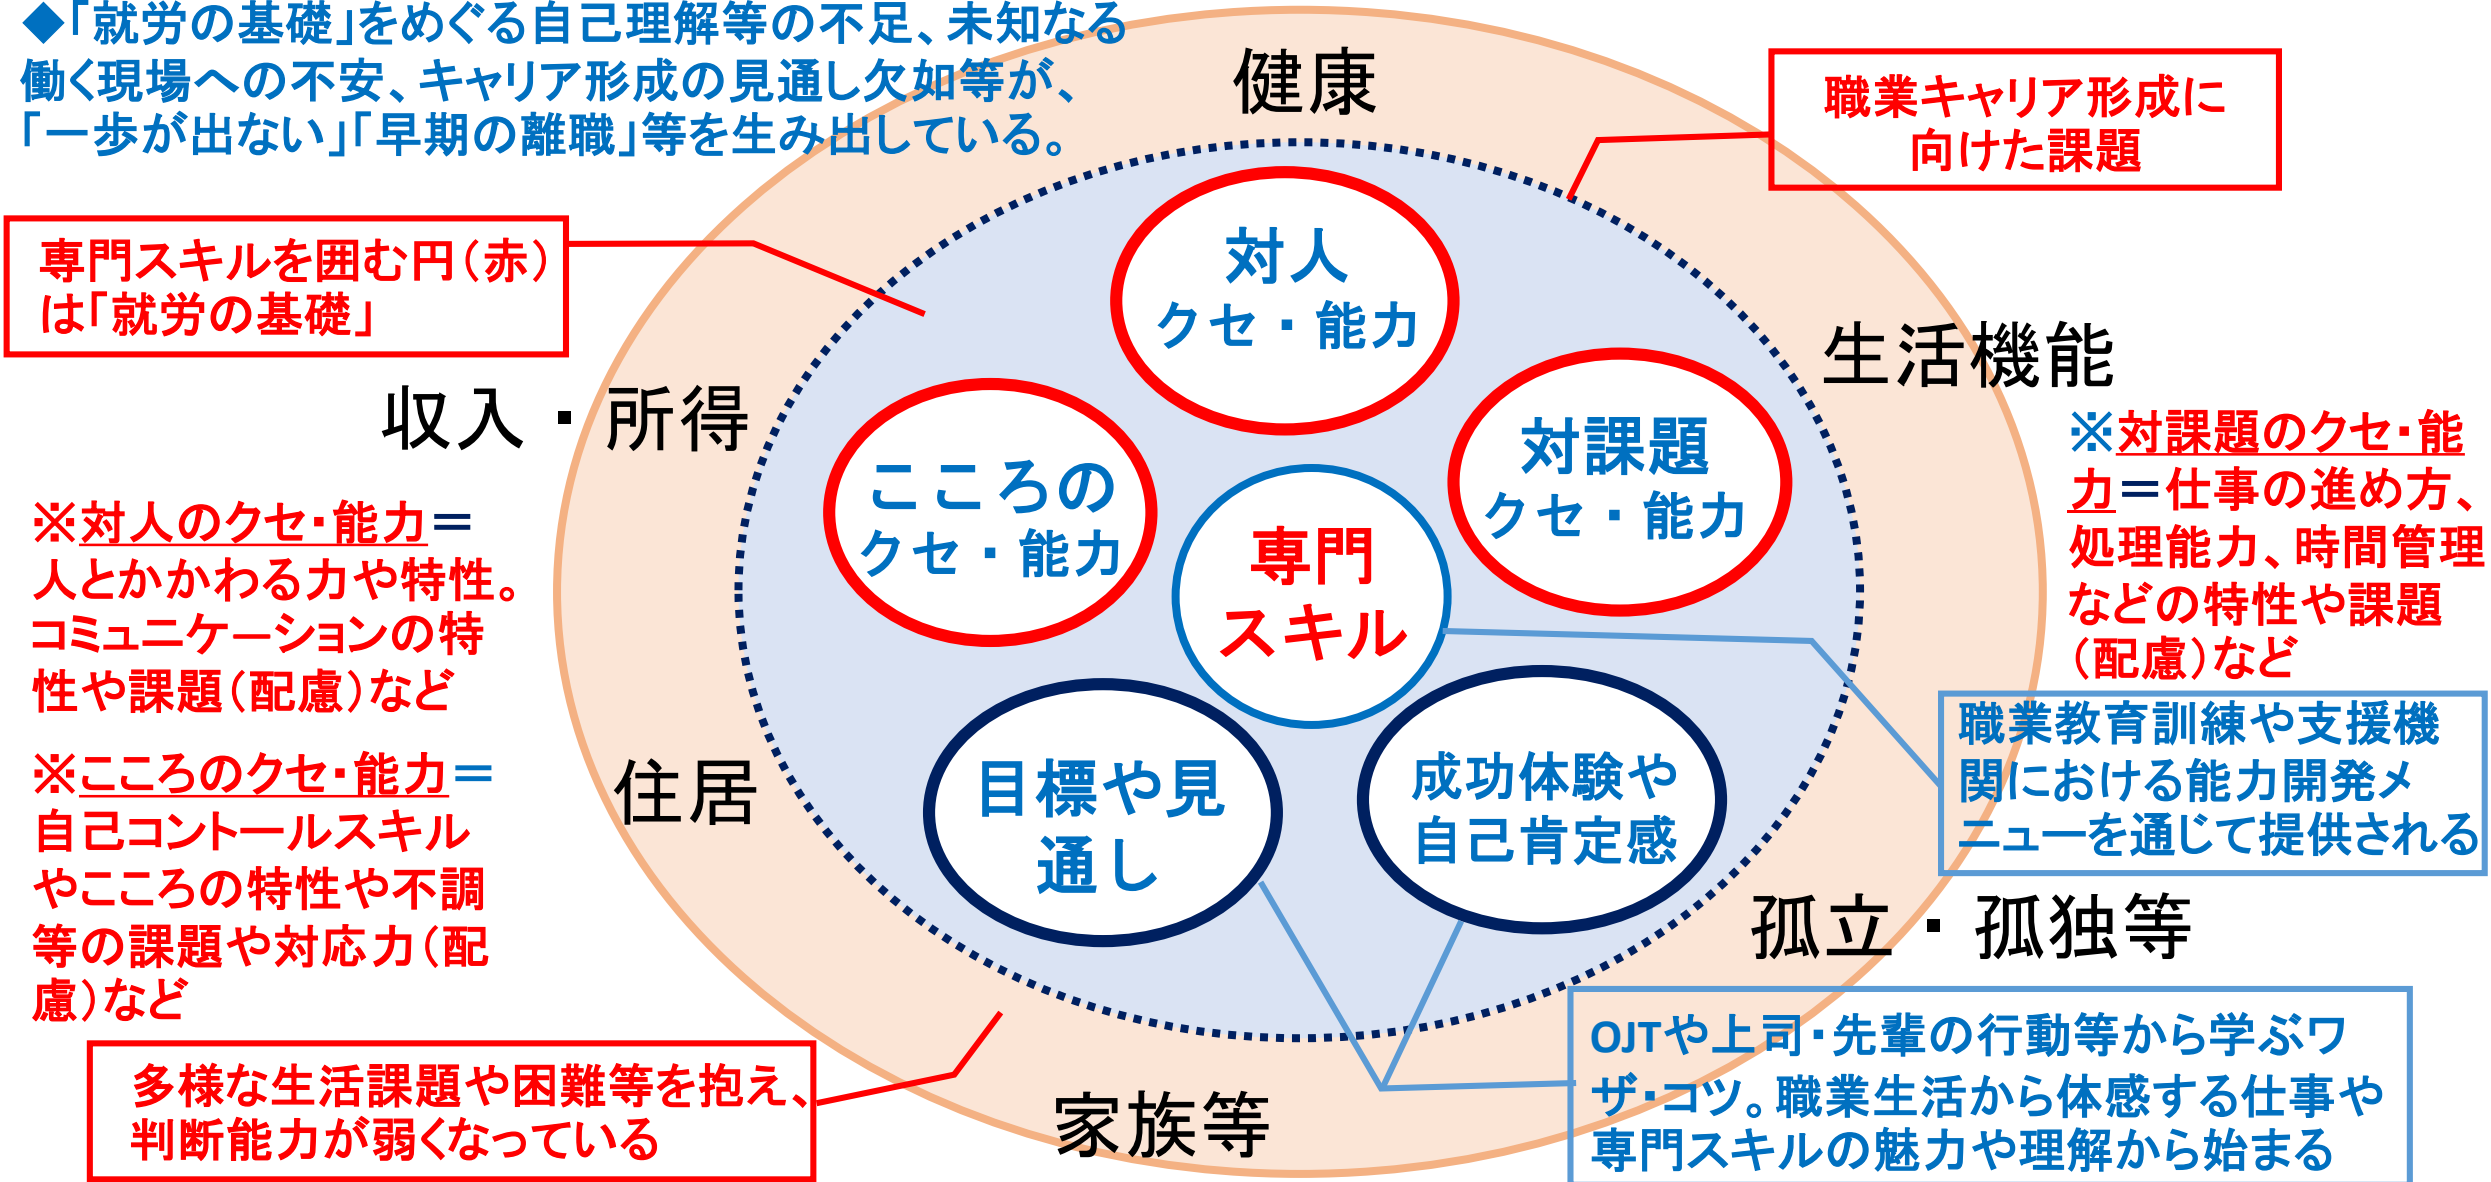 ◆「就労の基礎」をめぐる自己理解等の不足、未知なる
働く現場への不安、キャリア形成の見通し欠如等が、
「一歩が出ない」「早期の離職」等を生み出している。
健康
職業キャリア形成に
向けた課題
専門スキルを囲む円（赤）
は「就労の基礎」
対人
クセ・能力
生活機能
収入・所得
対課題
クセ・能力
こころの
クセ・能力
専門
スキル
※対課題のクセ・能
力＝仕事の進め方、
処理能力、時間管理
などの特性や課題
（配慮）など
※対人のクセ・能力＝
人とかかわる力や特性。
コミュニケ－ションの特
性や課題（配慮）など
職業教育訓練や支援機
関における能力開発メ
ニューを通じて提供される
※こころのクセ・能力＝
自己コントールスキル
やこころの特性や不調
等の課題や対応力（配
慮）など
住居
目標や見
通し
成功体験や
自己肯定感
孤立・孤独等
OJTや上司・先輩の行動等から学ぶワ
ザ・コツ。職業生活から体感する仕事や
専門スキルの魅力や理解から始まる
多様な生活課題や困難等を抱え、
判断能力が弱くなっている
家族等